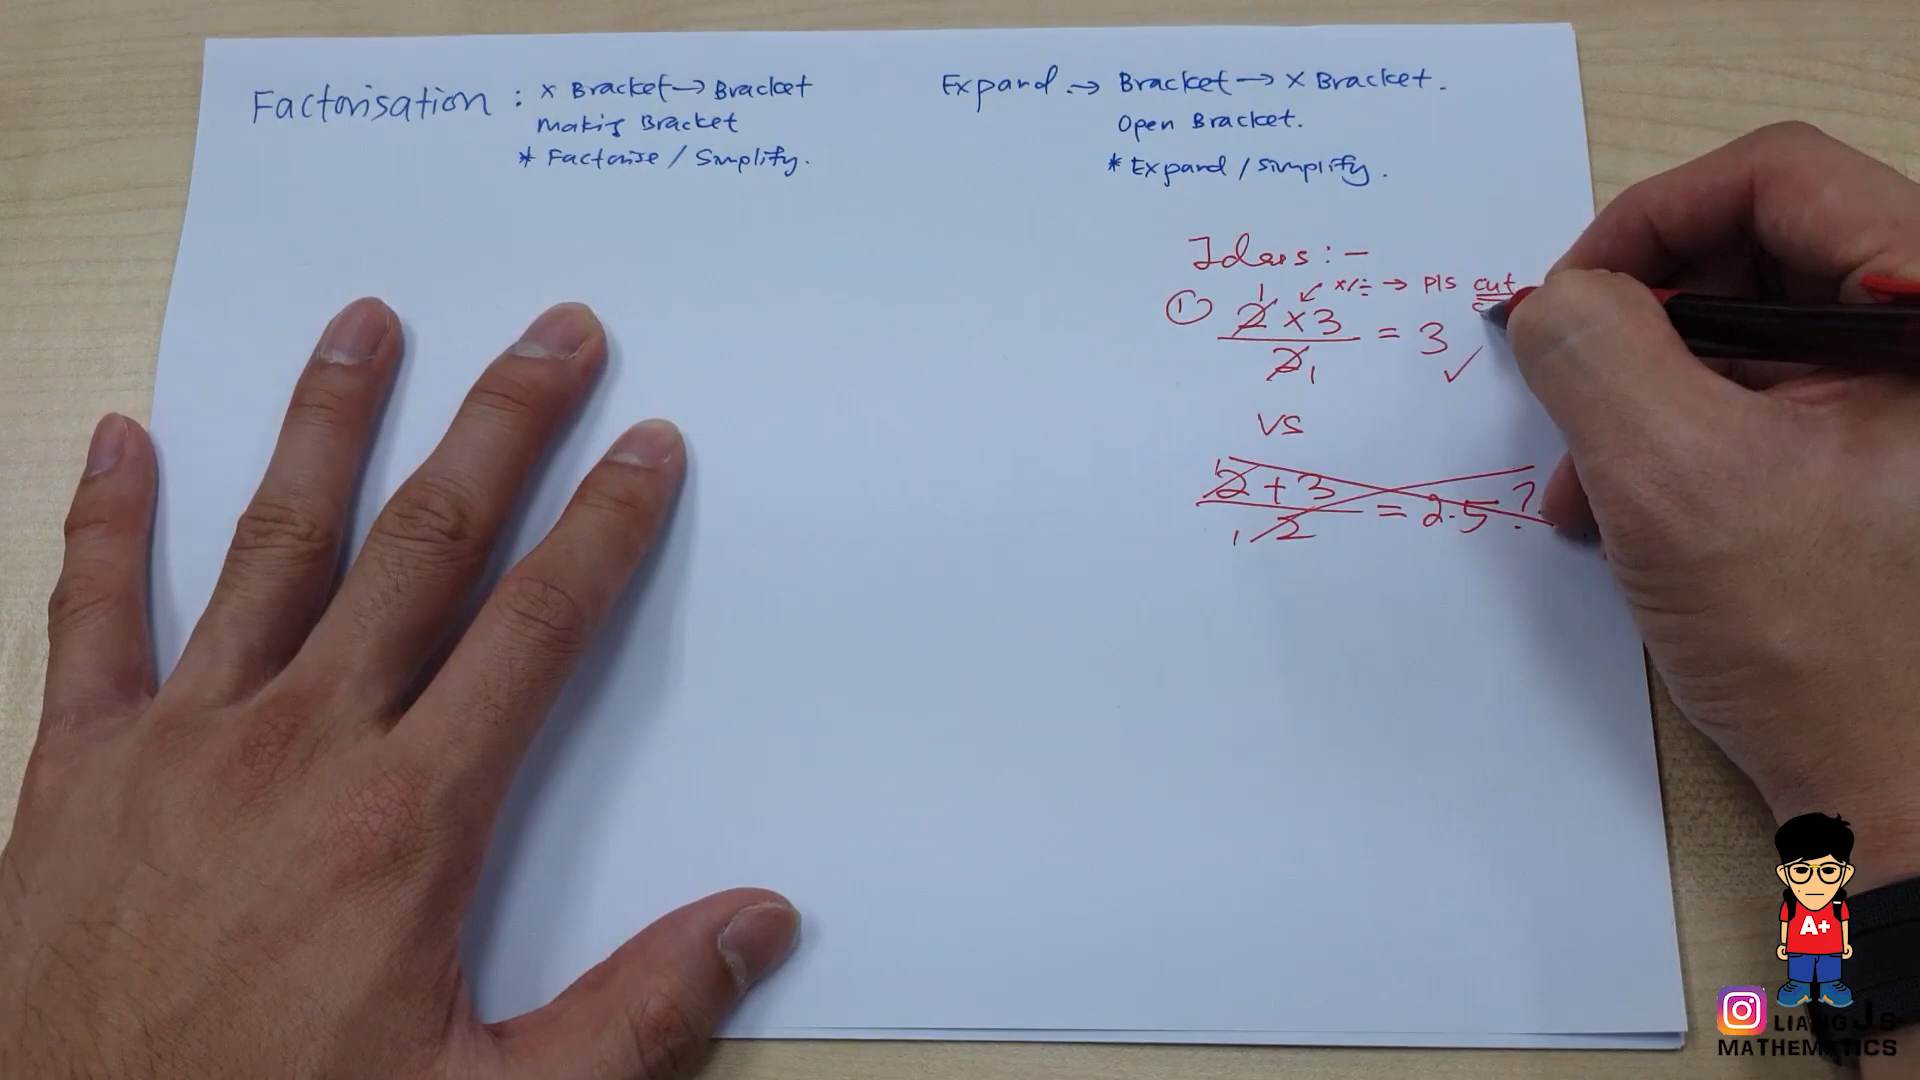 Factorisation : x Bracket → Bracket
Making Bracket
* Factorise / Simplify.
Expand → Bracket → x Bracket.
Open Bracket.
* Expand / simplify.
Ideas : -
x/÷ → pls cut
① 2 x 3 / 2 = 3 ✓
1 1
vs
2 + 3 / 2 = 2.5 ?
1 1
A+
LIANGJS
MATHEMATICS